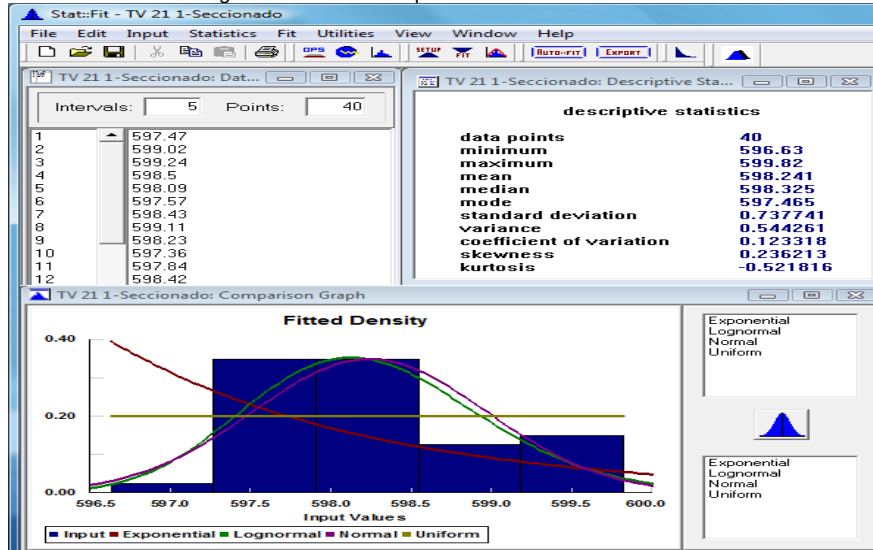 Stat::Fit - TV 21 1-Seccionado
File Edit Input Statistics Fit Utilities View Window Help
DPS SETUP FIT AUTO::FIT EXPORT
TV 21 1-Seccionado: Dat...
Intervals: 5 Points: 40
1 597.47
2 599.02
3 599.24
4 598.5
5 598.09
6 597.57
7 598.43
8 599.11
9 598.23
10 597.36
11 597.84
12 598.42
TV 21 1-Seccionado: Descriptive Sta...
descriptive statistics
data points 40
minimum 596.63
maximum 599.82
mean 598.241
median 598.325
mode 597.465
standard deviation 0.737741
variance 0.544261
coefficient of variation 0.123318
skewness 0.236213
kurtosis -0.521816
TV 21 1-Seccionado: Comparison Graph
Fitted Density
0.40
0.20
0.00
596.5 597.0 597.5 598.0 598.5 599.0 599.5 600.0
Input Values
Input Exponential Lognormal Normal Uniform
Exponential
Lognormal
Normal
Uniform
Exponential
Lognormal
Normal
Uniform